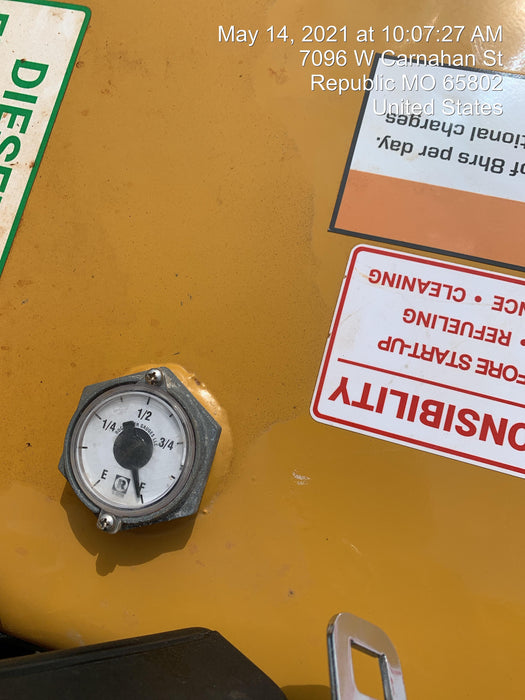 May 14, 2021 at 10:07:27 AM
7096 W Carnahan St
Republic MO 65802
United States
DIESEL
of 8hrs per day.
tional charges
ONSIBILITY
FORE START-UP
• REFUELING
NCE • CLEANING
1/2
1/4
3/4
E
F